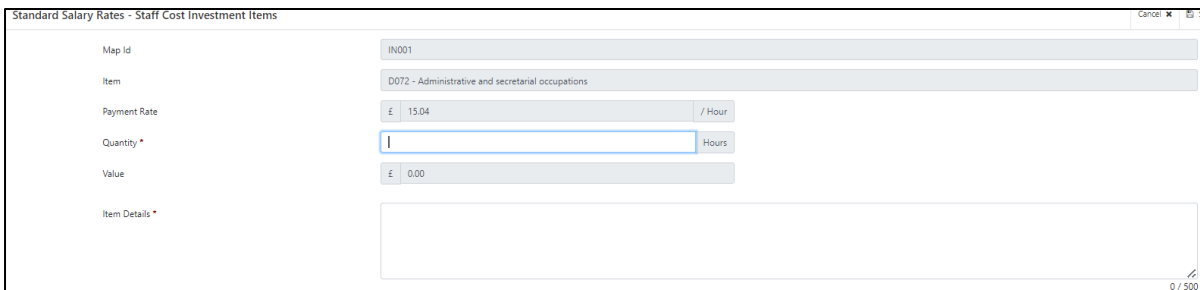 Standard Salary Rates - Staff Cost Investment Items Cancel ✖
Map Id IN001
Item D072 - Administrative and secretarial occupations
Payment Rate £ 15.04 / Hour
Quantity * Hours
Value £ 0.00
Item Details *
0 / 500